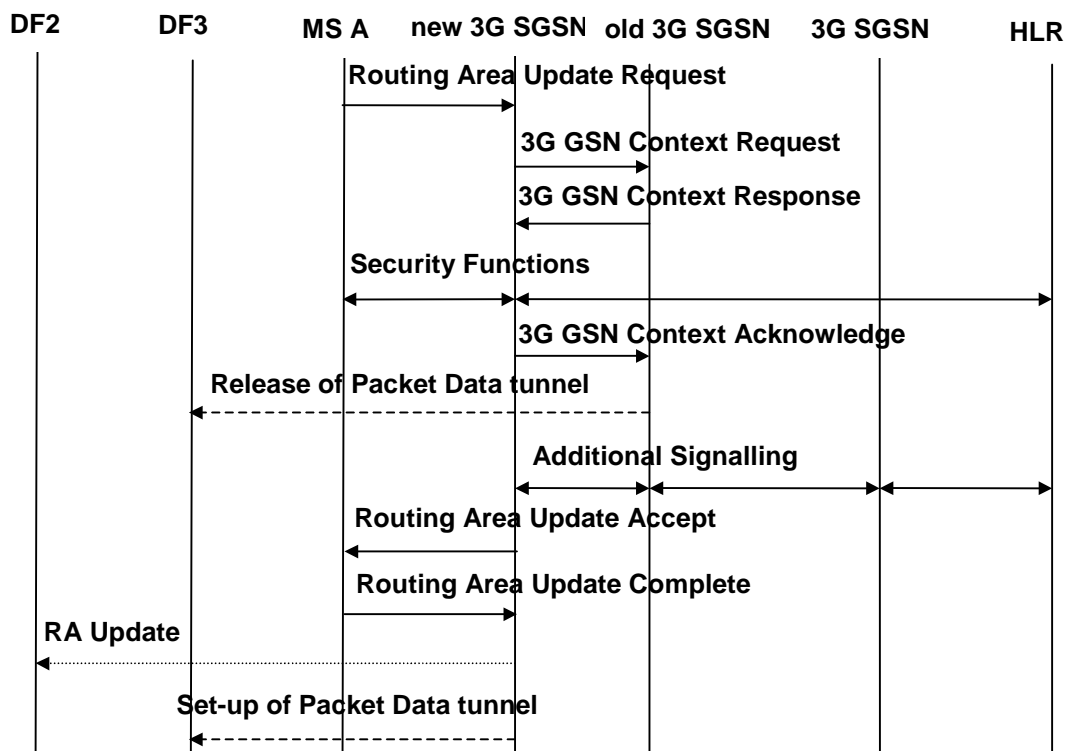 DF2 DF3 MS A new 3G SGSN old 3G SGSN 3G SGSN HLR
Routing Area Update Request
3G GSN Context Request
3G GSN Context Response
Security Functions
3G GSN Context Acknowledge
Release of Packet Data tunnel
Additional Signalling
Routing Area Update Accept
Routing Area Update Complete
RA Update
Set-up of Packet Data tunnel